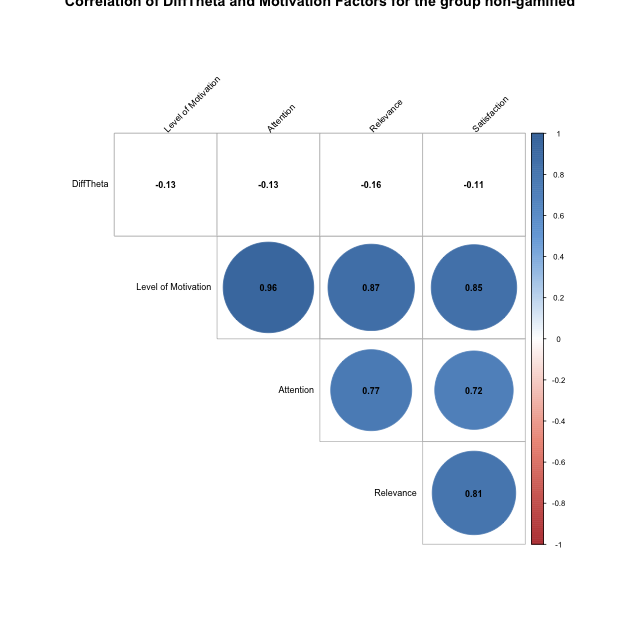 Correlation of DiffTheta and Motivation Factors for the group non-gamified
Level of Motivation
Attention
Relevance
Satisfaction
DiffTheta
-0.13
-0.13
-0.16
-0.11
Level of Motivation
0.96
0.87
0.85
Attention
0.77
0.72
Relevance
0.81
1
0.8
0.6
0.4
0.2
0
-0.2
-0.4
-0.6
-0.8
-1